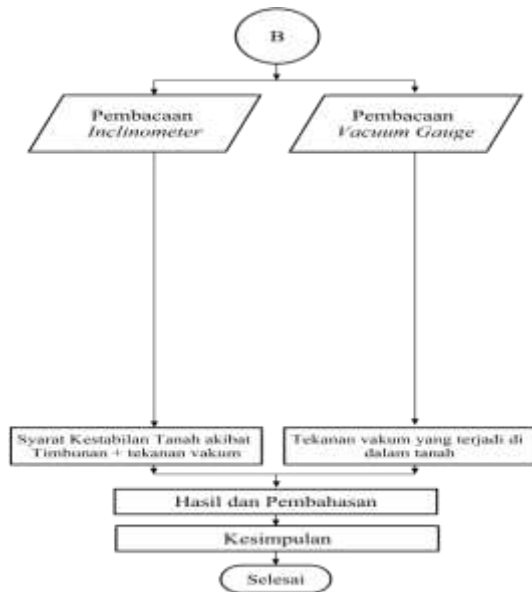 B
Pembacaan
Inclinometer
Pembacaan
Vacuum Gauge
Syarat Kestabilan Tanah akibat
Timbunan + tekanan vakum
Tekanan vakum yang terjadi di
dalam tanah
Hasil dan Pembahasan
Kesimpulan
Selesai